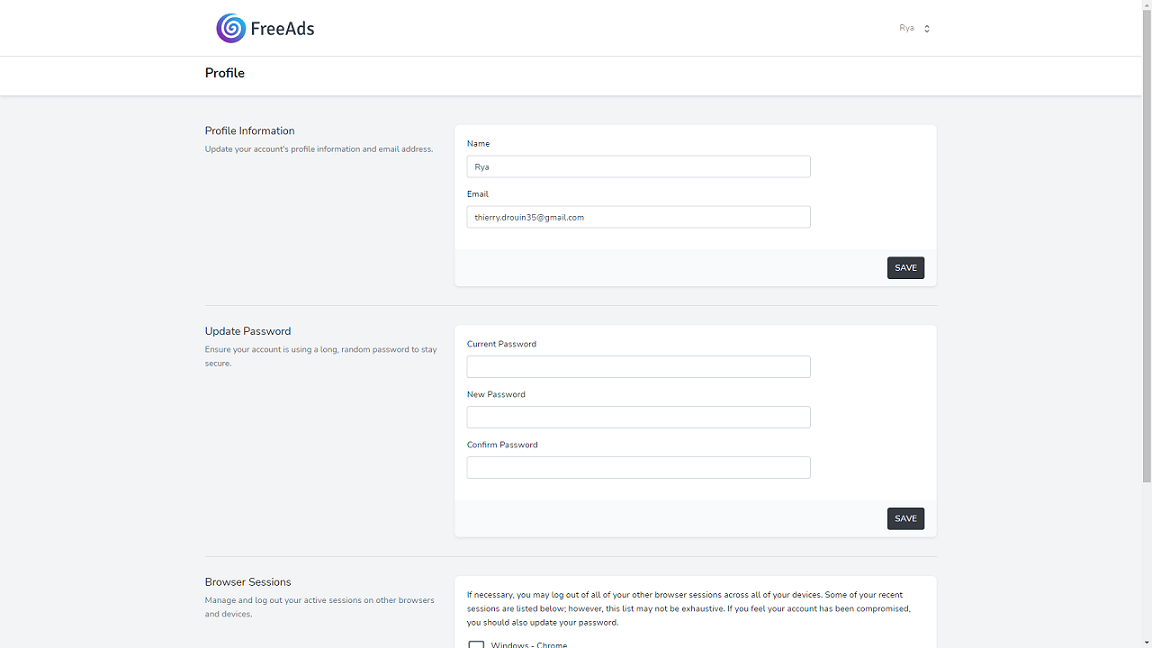 FreeAds
Rya
Profile
Profile Information
Update your account's profile information and email address.
Name
Rya
Email
thierry.drouin35@gmail.com
SAVE
Update Password
Ensure your account is using a long, random password to stay
secure.
Current Password
New Password
Confirm Password
SAVE
Browser Sessions
Manage and log out your active sessions on other browsers
and devices.
If necessary, you may log out of all of your other browser sessions across all of your devices. Some of your recent
sessions are listed below; however, this list may not be exhaustive. If you feel your account has been compromised,
you should also update your password.
Windows - Chrome